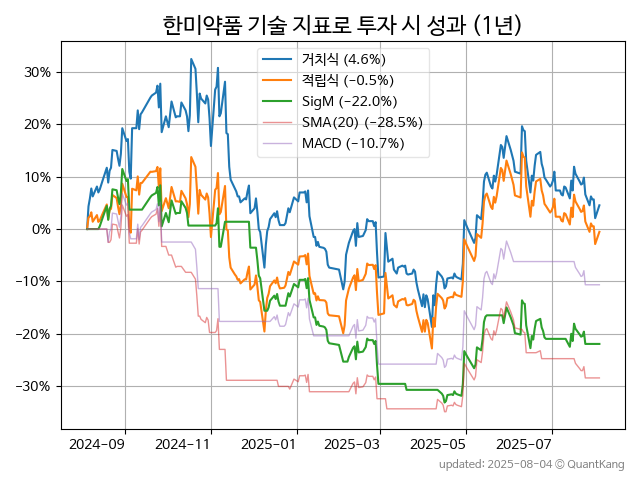 한미약품 기술 지표로 투자 시 성과 (1년)
거치식 (4.6%)
적립식 (−0.5%)
SigM (−22.0%)
SMA(20) (−28.5%)
MACD (−10.7%)
30%
20%
10%
0%
−10%
−20%
−30%
2024−09
2024−11
2025−01
2025−03
2025−05
2025−07
updated: 2025-08-04 ⓒ QuantKang